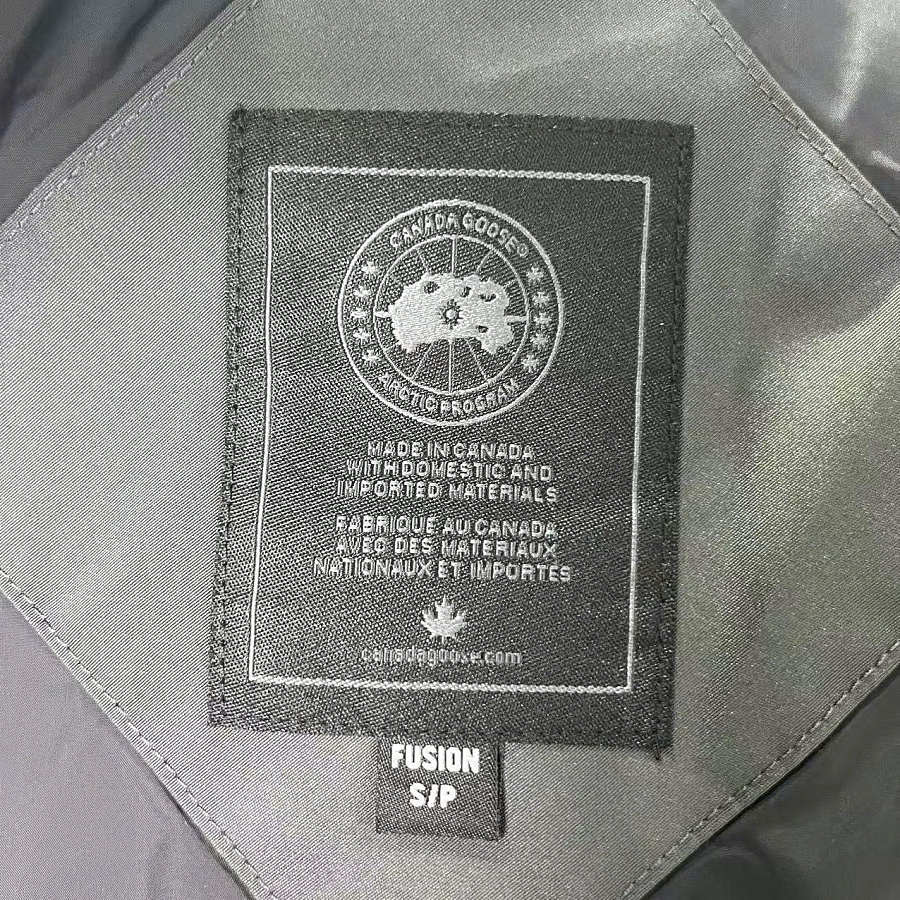 CANADA GOOSE®
ARCTIC PROGRAM
MADE IN CANADA
WITH DOMESTIC AND
IMPORTED MATERIALS
FABRIQUE AU CANADA
AVEC DES MATERIAUX
NATIONAUX ET IMPORTES
canadagoose.com
FUSION
S/P